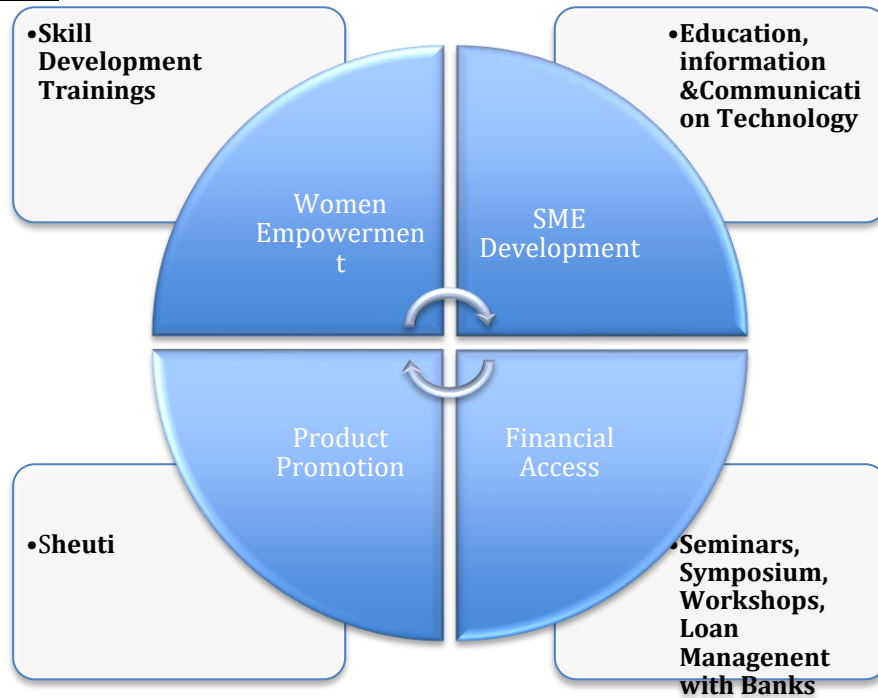 •Skill
Development
Trainings
•Education,
information
&Communicati
on Technology
Women
Empowermen
t
SME
Development
Product
Promotion
Financial
Access
•Sheuti
•Seminars,
Symposium,
Workshops,
Loan
Managenent
with Banks